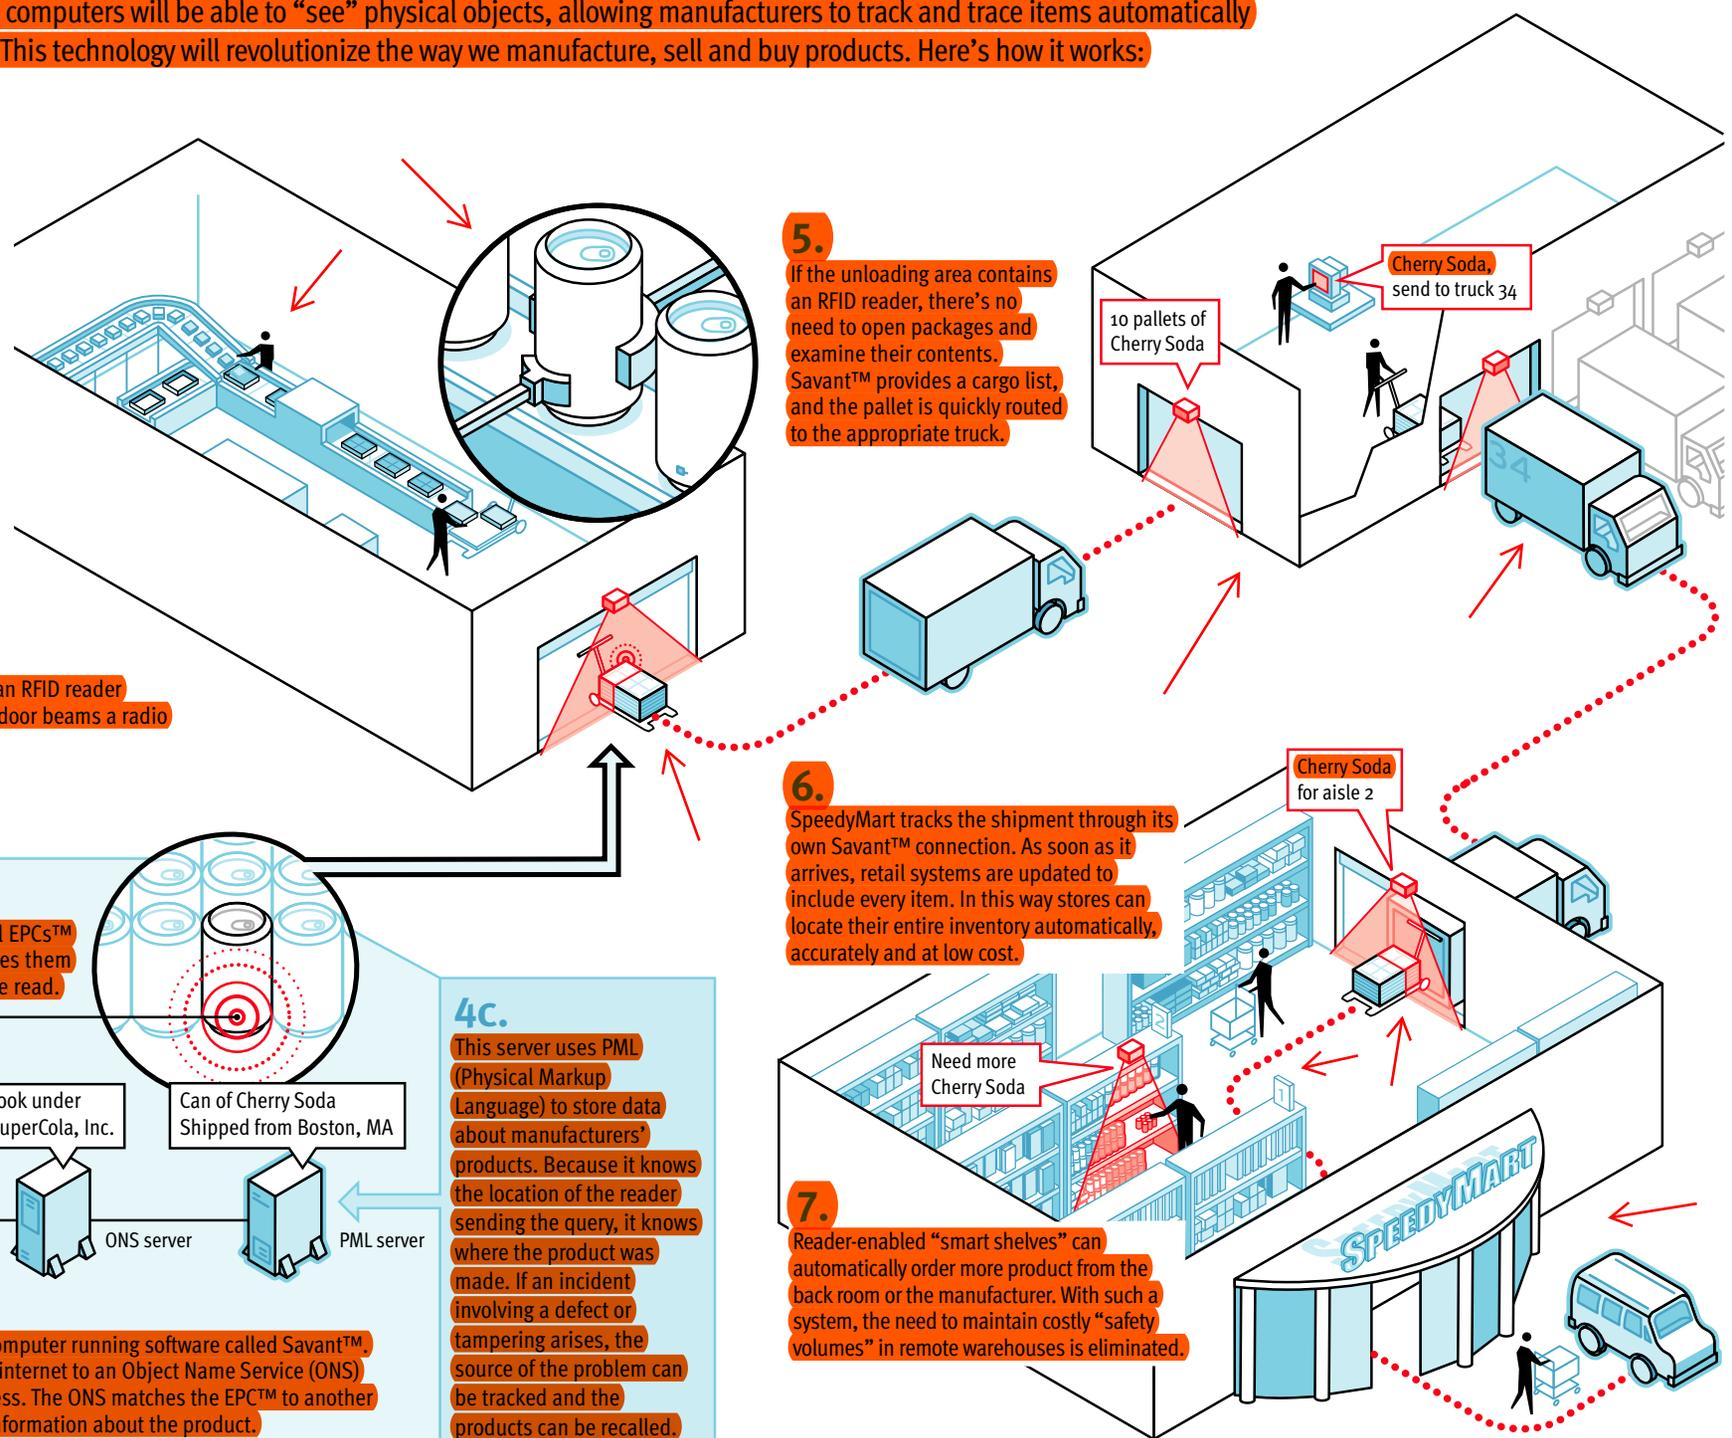 computers will be able to “see” physical objects, allowing manufacturers to track and trace items automatically
This technology will revolutionize the way we manufacture, sell and buy products. Here’s how it works:
5.
If the unloading area contains
an RFID reader, there’s no
need to open packages and
examine their contents.
Savant™ provides a cargo list,
and the pallet is quickly routed
to the appropriate truck.
10 pallets of
Cherry Soda
Cherry Soda,
send to truck 34
34
an RFID reader
door beams a radio
6.
SpeedyMart tracks the shipment through its
own Savant™ connection. As soon as it
arrives, retail systems are updated to
include every item. In this way stores can
locate their entire inventory automatically,
accurately and at low cost.
Cherry Soda
for aisle 2
2
1
Need more
Cherry Soda
EPCs™
es them
e read.
ook under
uperCola, Inc.
Can of Cherry Soda
Shipped from Boston, MA
ONS server
PML server
4c.
This server uses PML
(Physical Markup
Language) to store data
about manufacturers’
products. Because it knows
the location of the reader
sending the query, it knows
where the product was
made. If an incident
involving a defect or
tampering arises, the
source of the problem can
be tracked and the
products can be recalled.
omputer running software called Savant™.
internet to an Object Name Service (ONS)
ess. The ONS matches the EPC™ to another
nformation about the product.
7.
Reader-enabled “smart shelves” can
automatically order more product from the
back room or the manufacturer. With such a
system, the need to maintain costly “safety
volumes” in remote warehouses is eliminated.
SPEEDYMART